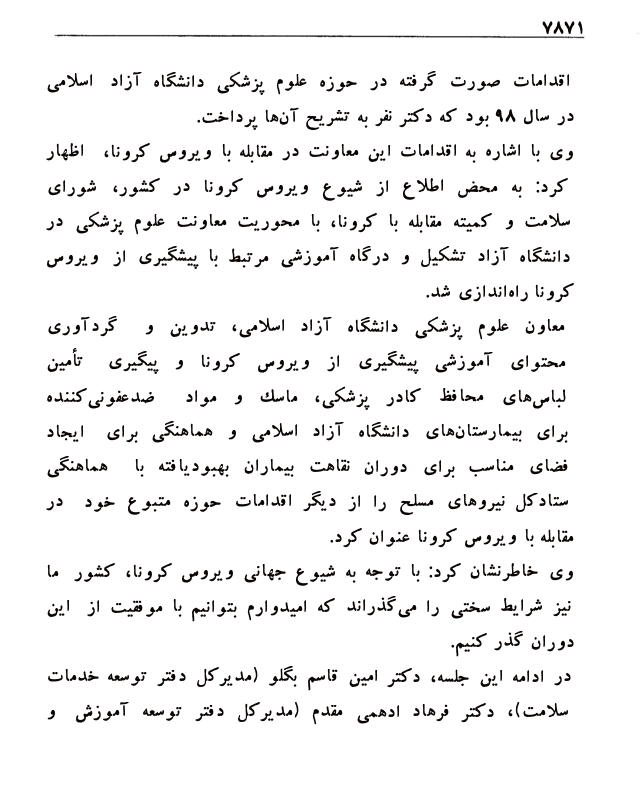 ۷۸۷۱
اقدامات صورت گرفته در حوزه علوم پزشکی دانشگاه آزاد اسلامی
در سال ۹۸ بود که دکتر نفر به تشریح آن‌ها پرداخت.
وی با اشاره به اقدامات این معاونت در مقابله با ویروس کرونا، اظهار
کرد: به محض اطلاع از شیوع ویروس کرونا در کشور، شورای
سلامت و کمیته مقابله با کرونا، با محوریت معاونت علوم پزشکی در
دانشگاه آزاد تشکیل و درگاه آموزشی مرتبط با پیشگیری از ویروس
کرونا راه‌اندازی شد.
معاون علوم پزشکی دانشگاه آزاد اسلامی، تدوین و گردآوری
محتوای آموزشی پیشگیری از ویروس کرونا و پیگیری تأمین
لباس‌های محافظ کادر پزشکی، ماسک و مواد ضدعفونی‌کننده
برای بیمارستان‌های دانشگاه آزاد اسلامی و هماهنگی برای ایجاد
فضای مناسب برای دوران نقاهت بیماران بهبودیافته با هماهنگی
ستادکل نیروهای مسلح را از دیگر اقدامات حوزه متبوع خود در
مقابله با ویروس کرونا عنوان کرد.
وی خاطرنشان کرد: با توجه به شیوع جهانی ویروس کرونا، کشور ما
نیز شرایط سختی را می‌گذراند که امیدوارم بتوانیم با موفقیت از این
دوران گذر کنیم.
در ادامه این جلسه، دکتر امین قاسم بگلو (مدیرکل دفتر توسعه خدمات
سلامت)، دکتر فرهاد ادهمی مقدم (مدیرکل دفتر توسعه آموزش و